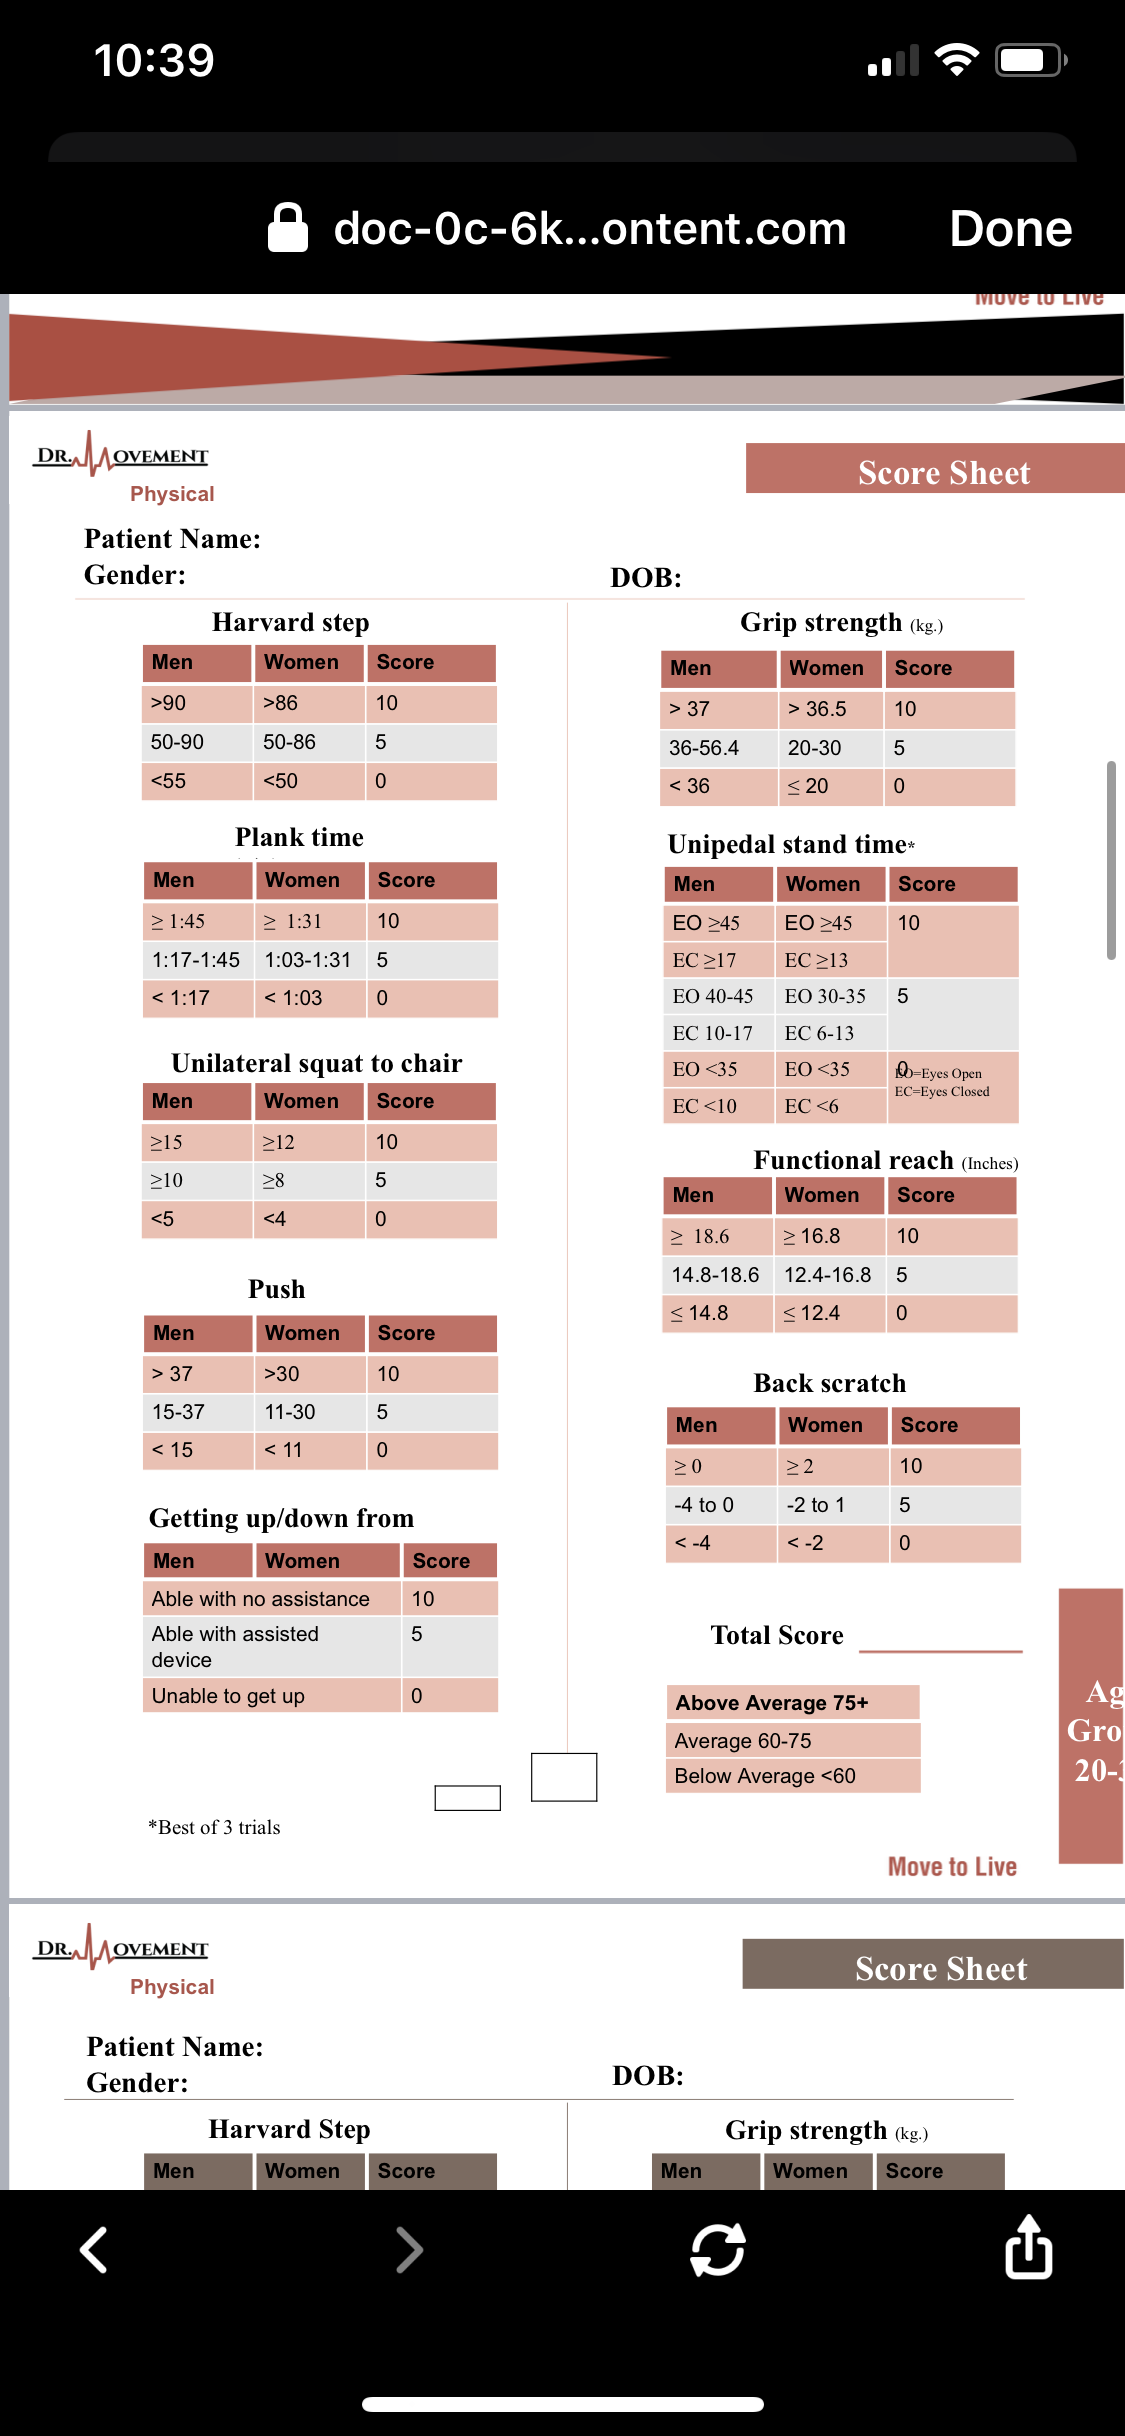 10:39
doc-0c-6k...ontent.com Done
Move to Live
DR. MOVEMENT
Physical
Score Sheet
Patient Name:
Gender:
DOB:
Harvard step
Men Women Score
>90 >86 10
50-90 50-86 5
<55 <50 0
Plank time
Men Women Score
≥ 1:45 ≥ 1:31 10
1:17-1:45 1:03-1:31 5
< 1:17 < 1:03 0
Unilateral squat to chair
Men Women Score
≥15 ≥12 10
≥10 ≥8 5
<5 <4 0
Push
Men Women Score
> 37 >30 10
15-37 11-30 5
< 15 < 11 0
Getting up/down from
Men Women Score
Able with no assistance 10
Able with assisted 5
device
Unable to get up 0
*Best of 3 trials
Grip strength (kg.)
Men Women Score
> 37 > 36.5 10
36-56.4 20-30 5
< 36 ≤ 20 0
Unipedal stand time*
Men Women Score
EO ≥45 EO ≥45 10
EC ≥17 EC ≥13
EO 40-45 EO 30-35 5
EC 10-17 EC 6-13
EO <35 EO <35 0
EO=Eyes Open
EC=Eyes Closed
EC <10 EC <6
Functional reach (Inches)
Men Women Score
≥ 18.6 ≥ 16.8 10
14.8-18.6 12.4-16.8 5
≤ 14.8 ≤ 12.4 0
Back scratch
Men Women Score
≥ 0 ≥ 2 10
-4 to 0 -2 to 1 5
< -4 < -2 0
Total Score
Above Average 75+
Average 60-75
Below Average <60
Ag
Gro
20-
Move to Live
DR. MOVEMENT
Physical
Score Sheet
Patient Name:
Gender:
DOB:
Harvard Step
Men Women Score
Grip strength (kg.)
Men Women Score